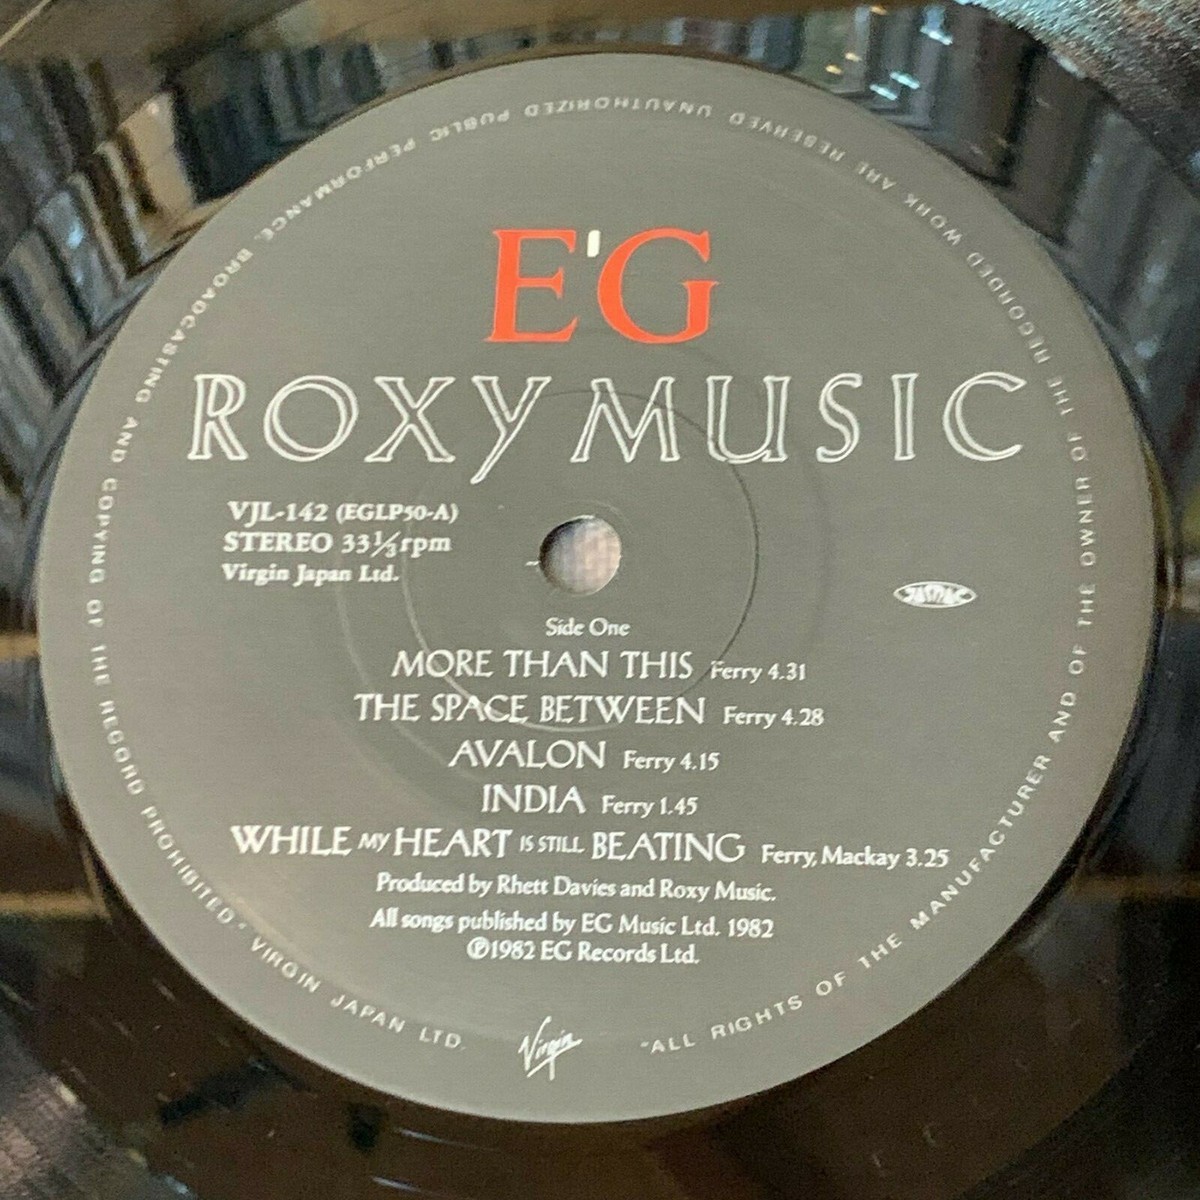 E'G
ROXY MUSIC
VJL-142 (EGLP50-A)
STEREO 33⅓rpm
Virgin Japan Ltd.
JASRAC
Side One
MORE THAN THIS Ferry 4.31
THE SPACE BETWEEN Ferry 4.28
AVALON Ferry 4.15
INDIA Ferry 1.45
WHILE MY HEART IS STILL BEATING Ferry, Mackay 3.25
Produced by Rhett Davies and Roxy Music.
All songs published by EG Music Ltd. 1982
℗1982 EG Records Ltd.
Virgin
"ALL RIGHTS OF THE MANUFACTURER AND OF THE OWNER OF THE RECORDED WORK ARE RESERVED UNAUTHORIZED PUBLIC PERFORMANCE, BROADCASTING AND COPYING OF THE RECORD PROHIBITED." VIRGIN JAPAN LTD.